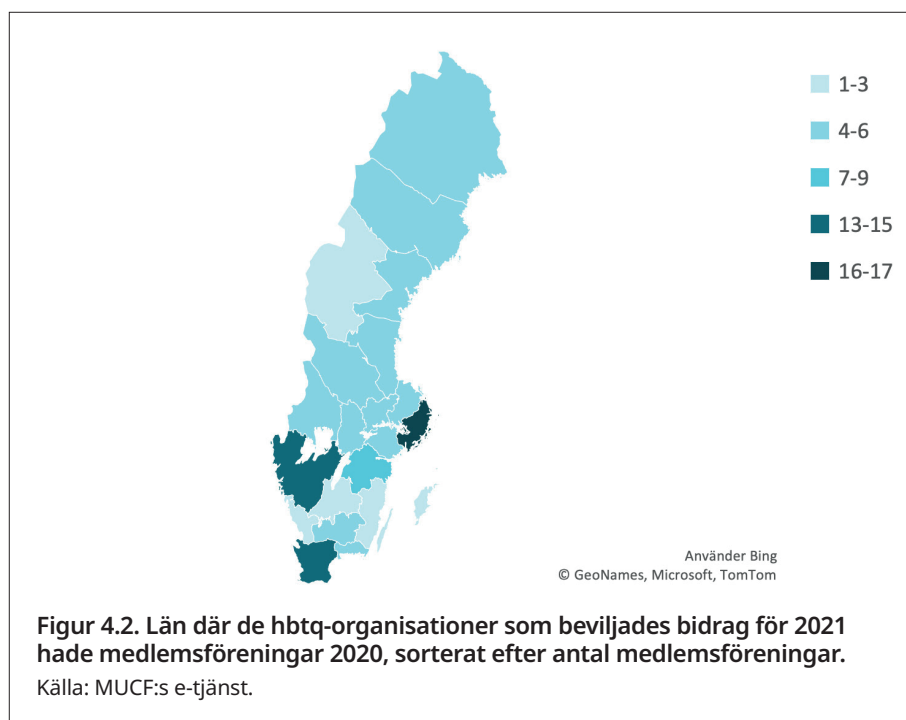 1-3
4-6
7-9
13-15
16-17
Använder Bing
© GeoNames, Microsoft, TomTom
Figur 4.2. Län där de hbtq-organisationer som beviljades bidrag för 2021
hade medlemsföreningar 2020, sorterat efter antal medlemsföreningar.
Källa: MUCF:s e-tjänst.